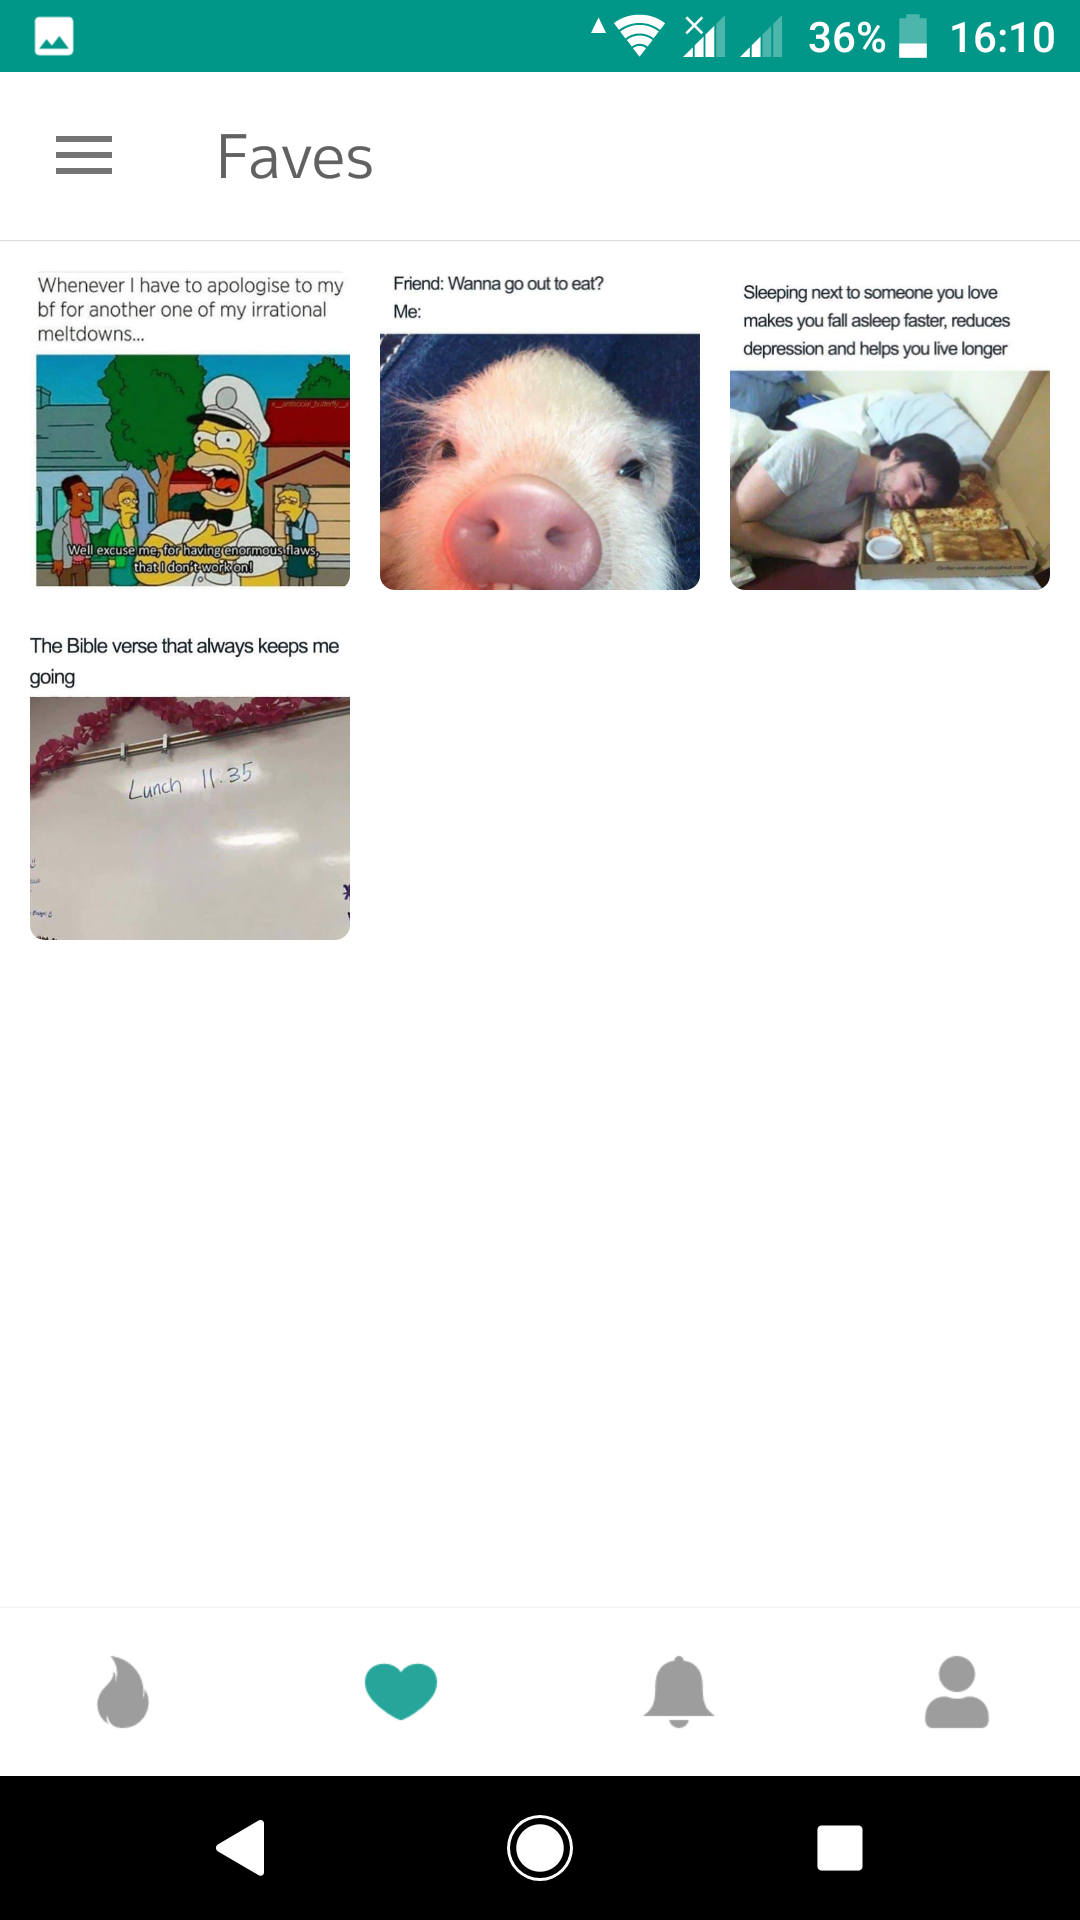 36% 16:10
Faves
Whenever I have to apologise to my
bf for another one of my irrational
meltdowns...
Well excuse me, for having enormous flaws,
that I don't work on!
Friend: Wanna go out to eat?
Me:
Sleeping next to someone you love
makes you fall asleep faster, reduces
depression and helps you live longer
The Bible verse that always keeps me
going
Lunch 11:35